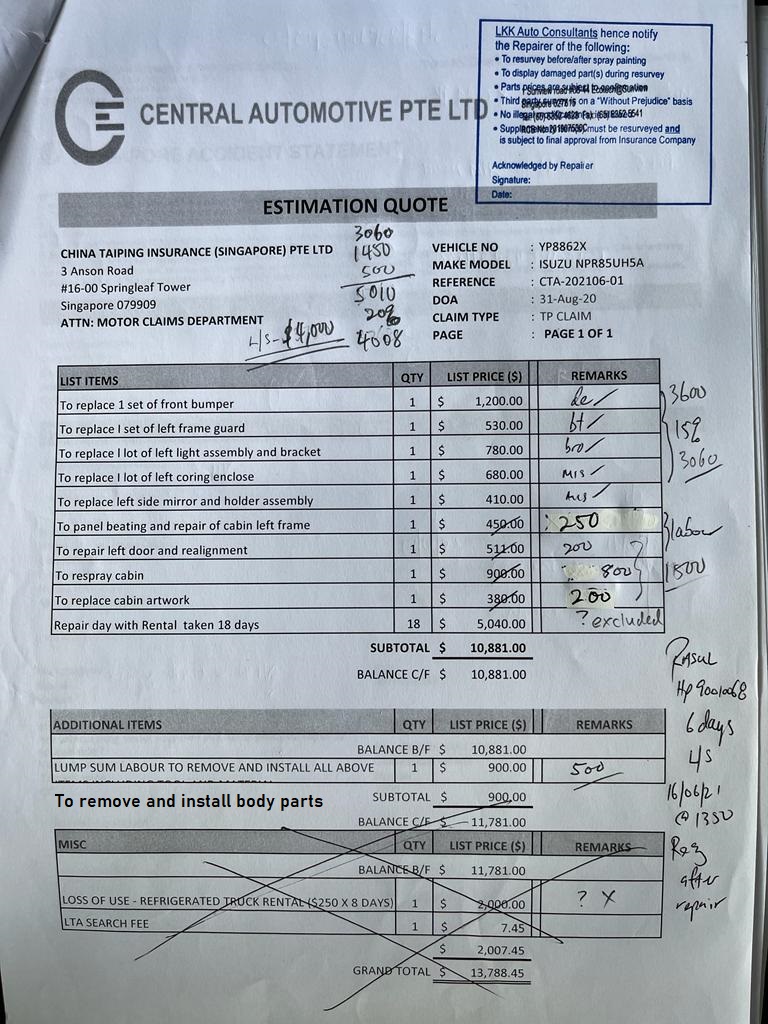 LKK Auto Consultants hence notify
the Repairer of the following:
• To resurvey before/after spray painting
• To display damaged part(s) during resurvey
• Parts prices are subject to confirmation
• Third party survey is on a "Without Prejudice" basis
• No illegal modification
• must be resurveyed and
is subject to final approval from Insurance Company
Acknowledged by Repairer
Signature:
Date:
CENTRAL AUTOMOTIVE PTE LTD
ESTIMATION QUOTE
3060
1450
500
5010
20%
4008
L/S - $4,000
CHINA TAIPING INSURANCE (SINGAPORE) PTE LTD
3 Anson Road
#16-00 Springleaf Tower
Singapore 079909
ATTN: MOTOR CLAIMS DEPARTMENT
VEHICLE NO : YP8862X
MAKE MODEL : ISUZU NPR85UH5A
REFERENCE : CTA-202106-01
DOA : 31-Aug-20
CLAIM TYPE : TP CLAIM
PAGE : PAGE 1 OF 1
LIST ITEMS QTY LIST PRICE ($) REMARKS
To replace 1 set of front bumper 1 $ 1,200.00 de ✓
To replace I set of left frame guard 1 $ 530.00 bt ✓
To replace I lot of left light assembly and bracket 1 $ 780.00 bro ✓
To replace I lot of left coring enclose 1 $ 680.00 MIS ✓
To replace left side mirror and holder assembly 1 $ 410.00 MIS ✓
To panel beating and repair of cabin left frame 1 $ 450.00 250
To repair left door and realignment 1 $ 511.00 200
To respray cabin 1 $ 900.00 800
To replace cabin artwork 1 $ 380.00 200
Repair day with Rental taken 18 days 18 $ 5,040.00 ? excluded
3600
15%
3060
labour
1500
SUBTOTAL $ 10,881.00
BALANCE C/F $ 10,881.00
ADDITIONAL ITEMS QTY LIST PRICE ($) REMARKS
BALANCE B/F $ 10,881.00
LUMP SUM LABOUR TO REMOVE AND INSTALL ALL ABOVE 1 $ 900.00 500
To remove and install body parts
SUBTOTAL $ 900.00
BALANCE C/F $ 11,781.00
MISC QTY LIST PRICE ($) REMARKS
BALANCE B/F $ 11,781.00
LOSS OF USE - REFRIGERATED TRUCK RENTAL ($250 X 8 DAYS) 1 $ 2,000.00 ? X
LTA SEARCH FEE 1 $ 7.45
$ 2,007.45
GRAND TOTAL $ 13,788.45
RASUL
Hp 90010068
6 days
L/S
16/06/21
@ 1350
after
repair